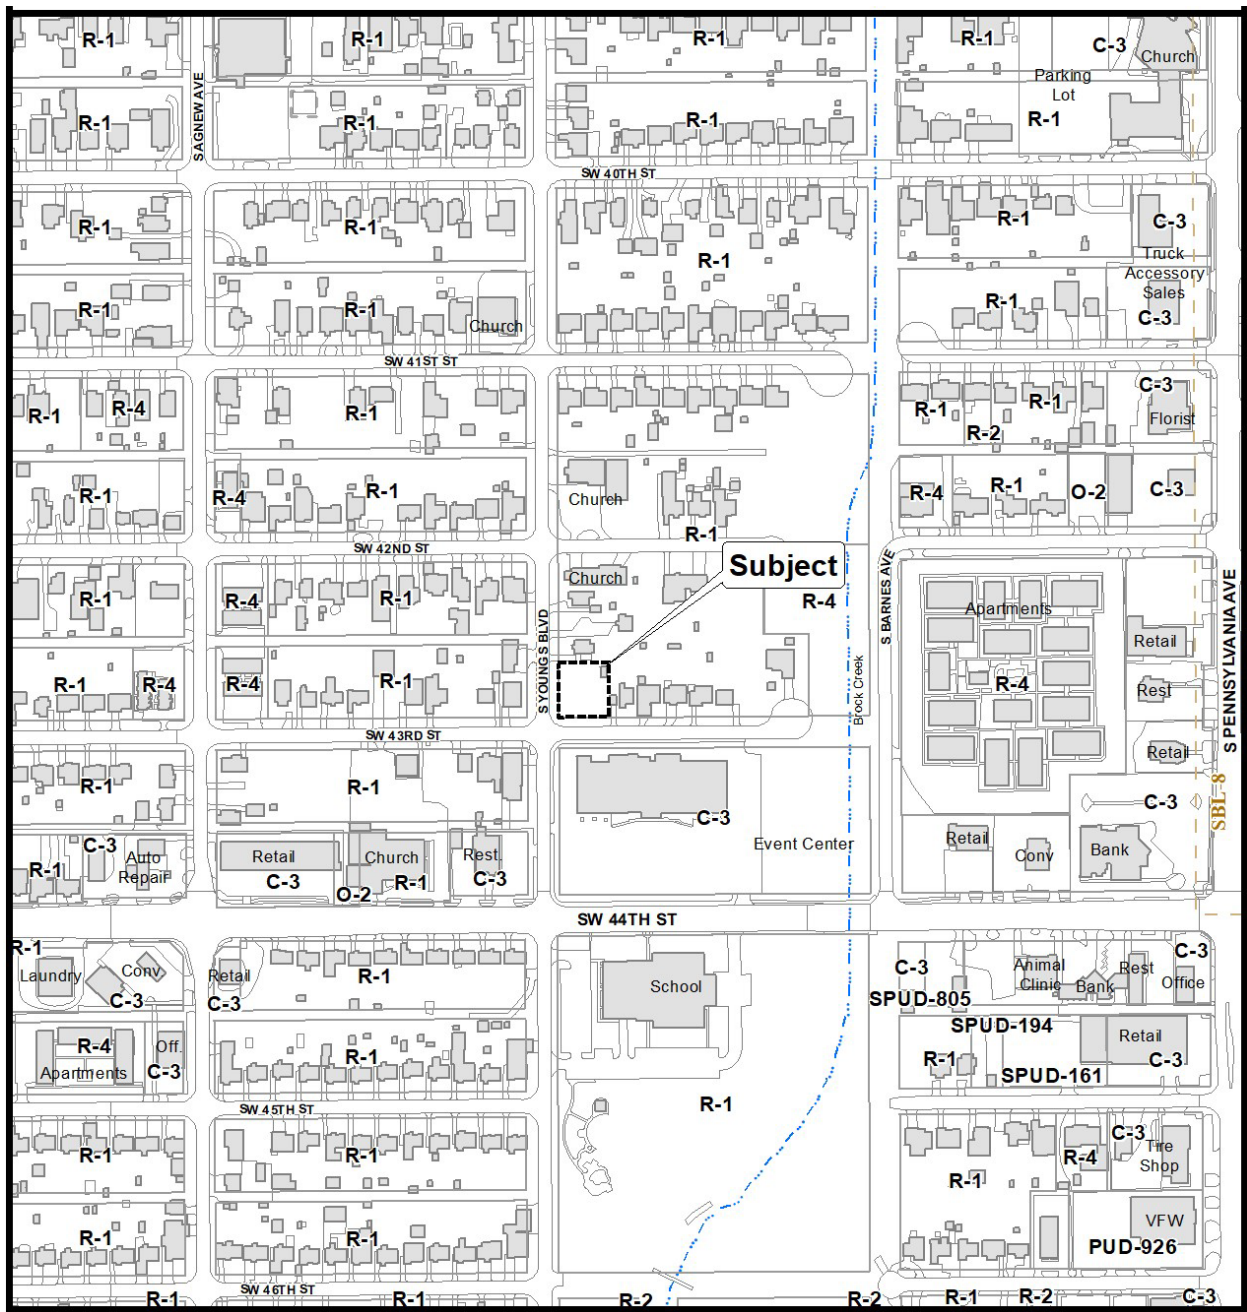 R-1
R-1
R-1
R-1
C-3
Church
Parking
Lot
S AGNEW AVE
R-1
R-1
R-1
R-1
SW 40TH ST
R-1
R-1
R-1
R-1
C-3
Truck
Accessory
Sales
C-3
R-1
R-1
Church
R-1
SW 41ST ST
R-1
R-4
R-1
R-1
R-2
R-1
C-3
Florist
R-1
R-4
R-1
Church
R-1
R-4
R-1
O-2
C-3
SW 42ND ST
Subject
R-1
R-4
R-1
Church
R-4
S BARNES AVE
Apartments
R-4
Retail
Rest
Retail
S PENNSYLVANIA AVE
S YOUNGS BLVD
R-1
R-4
R-4
R-1
Brock Creek
SW 43RD ST
R-1
R-1
C-3
Event Center
C-3
SBL-8
C-3
Auto
Repair
R-1
Retail
C-3
O-2
Church
R-1
Rest.
C-3
Retail
Conv
Bank
SW 44TH ST
R-1
Laundry
Conv
C-3
Retail
C-3
R-1
School
C-3
SPUD-805
Animal
Clinic
Bank
Rest
C-3
Office
R-4
Apartments
Off.
C-3
R-1
SPUD-194
R-1
SPUD-161
Retail
C-3
SW 45TH ST
R-1
R-1
R-1
R-1
R-4
C-3
Tire
Shop
R-1
R-1
VFW
PUD-926
SW 46TH ST
R-1
R-1
R-2
R-2
R-1
R-2
C-3